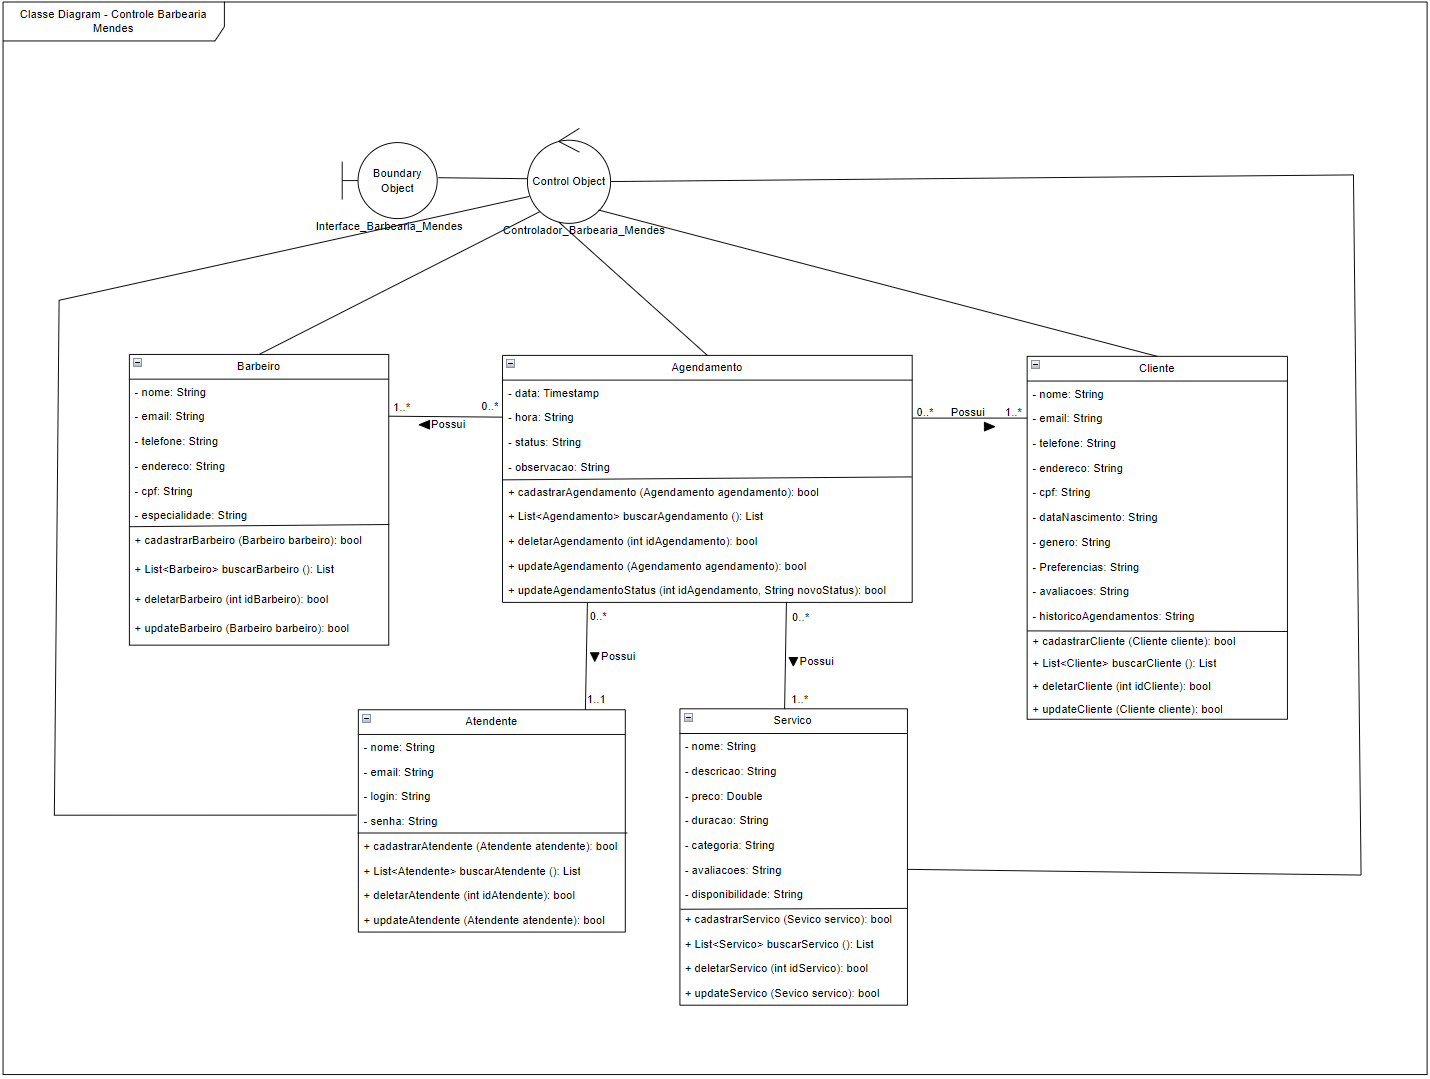 Classe Diagram - Controle Barbearia
Mendes
Boundary
Object
Interface_Barbearia_Mendes
Control Object
Controlador_Barbearia_Mendes
Barbeiro
- nome: String
- email: String
- telefone: String
- endereco: String
- cpf: String
- especialidade: String
+ cadastrarBarbeiro (Barbeiro barbeiro): bool
+ List<Barbeiro> buscarBarbeiro (): List
+ deletarBarbeiro (int idBarbeiro): bool
+ updateBarbeiro (Barbeiro barbeiro): bool
1..*
0..*
Possui
Agendamento
- data: Timestamp
- hora: String
- status: String
- observacao: String
+ cadastrarAgendamento (Agendamento agendamento): bool
+ List<Agendamento> buscarAgendamento (): List
+ deletarAgendamento (int idAgendamento): bool
+ updateAgendamento (Agendamento agendamento): bool
+ updateAgendamentoStatus (int idAgendamento, String novoStatus): bool
0..*
Possui
1..*
Cliente
- nome: String
- email: String
- telefone: String
- endereco: String
- cpf: String
- dataNascimento: String
- genero: String
- Preferencias: String
- avaliacoes: String
- historicoAgendamentos: String
+ cadastrarCliente (Cliente cliente): bool
+ List<Cliente> buscarCliente (): List
+ deletarCliente (int idCliente): bool
+ updateCliente (Cliente cliente): bool
0..*
Possui
1..1
0..*
Possui
1..*
Atendente
- nome: String
- email: String
- login: String
- senha: String
+ cadastrarAtendente (Atendente atendente): bool
+ List<Atendente> buscarAtendente (): List
+ deletarAtendente (int idAtendente): bool
+ updateAtendente (Atendente atendente): bool
Servico
- nome: String
- descricao: String
- preco: Double
- duracao: String
- categoria: String
- avaliacoes: String
- disponibilidade: String
+ cadastrarServico (Sevico servico): bool
+ List<Servico> buscarServico (): List
+ deletarServico (int idServico): bool
+ updateServico (Sevico servico): bool